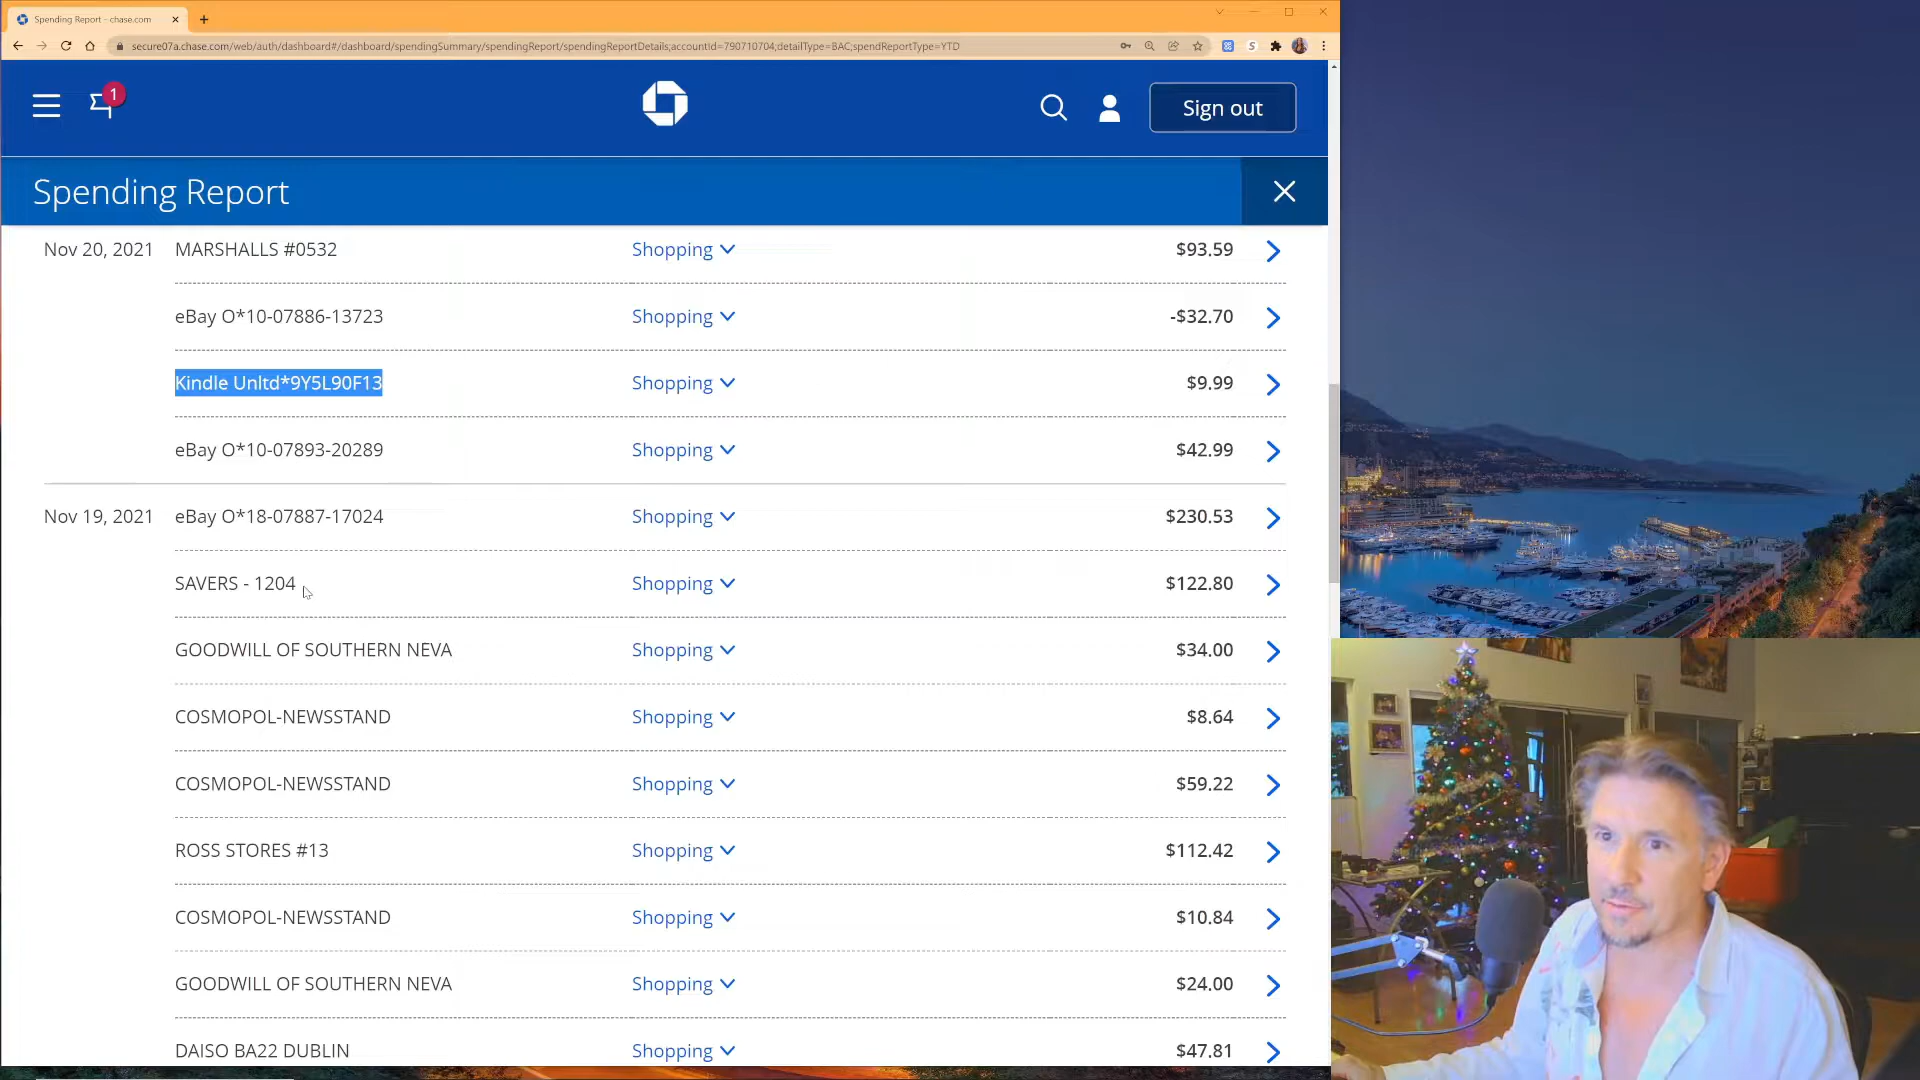 Spending Report - chase.com
secure07a.chase.com/web/auth/dashboard#/dashboard/spendingSummary/spendingReport/spendingReportDetails;accountId=790710704;detailType=BAC;spendReportType=YTD
1
Sign out
Spending Report
Nov 20, 2021 MARSHALLS #0532 Shopping $93.59
eBay O*10-07886-13723 Shopping -$32.70
Kindle Unltd*9Y5L90F13 Shopping $9.99
eBay O*10-07893-20289 Shopping $42.99
Nov 19, 2021 eBay O*18-07887-17024 Shopping $230.53
SAVERS - 1204 Shopping $122.80
GOODWILL OF SOUTHERN NEVA Shopping $34.00
COSMOPOL-NEWSSTAND Shopping $8.64
COSMOPOL-NEWSSTAND Shopping $59.22
ROSS STORES #13 Shopping $112.42
COSMOPOL-NEWSSTAND Shopping $10.84
GOODWILL OF SOUTHERN NEVA Shopping $24.00
DAISO BA22 DUBLIN Shopping $47.81